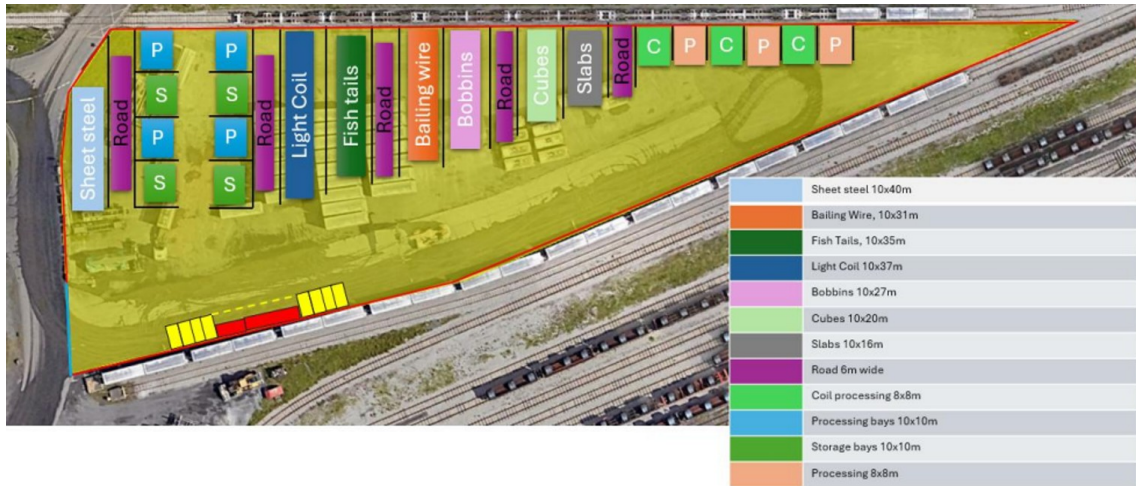 Sheet steel
Road
P
S
P
S
P
S
P
S
Road
Light Coil
Fish tails
Road
Bailing wire
Bobbins
Road
Cubes
Slabs
Road
C
P
C
P
C
P
Sheet steel 10x40m
Bailing Wire, 10x31m
Fish Tails, 10x35m
Light Coil 10x37m
Bobbins 10x27m
Cubes 10x20m
Slabs 10x16m
Road 6m wide
Coil processing 8x8m
Processing bays 10x10m
Storage bays 10x10m
Processing 8x8m